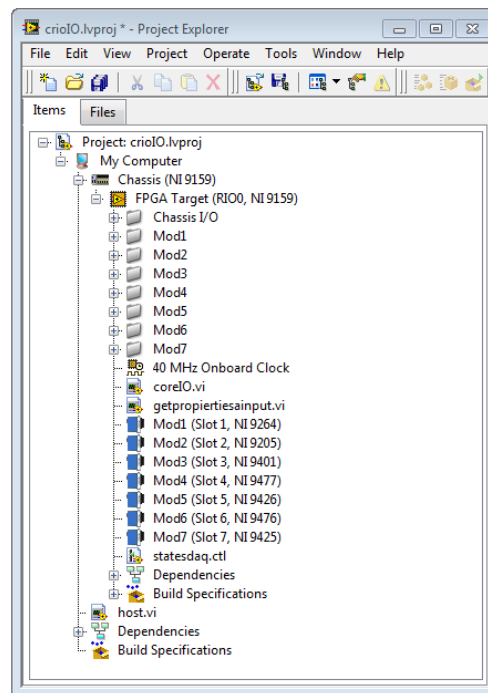 crioIO.lvproj * - Project Explorer
File Edit View Project Operate Tools Window Help
Items Files
Project: crioIO.lvproj
My Computer
Chassis (NI 9159)
FPGA Target (RIO0, NI 9159)
Chassis I/O
Mod1
Mod2
Mod3
Mod4
Mod5
Mod6
Mod7
40 MHz Onboard Clock
coreIO.vi
getpropiertiesainput.vi
Mod1 (Slot 1, NI 9264)
Mod2 (Slot 2, NI 9205)
Mod3 (Slot 3, NI 9401)
Mod4 (Slot 4, NI 9477)
Mod5 (Slot 5, NI 9426)
Mod6 (Slot 6, NI 9476)
Mod7 (Slot 7, NI 9425)
statesdaq.ctl
Dependencies
Build Specifications
host.vi
Dependencies
Build Specifications